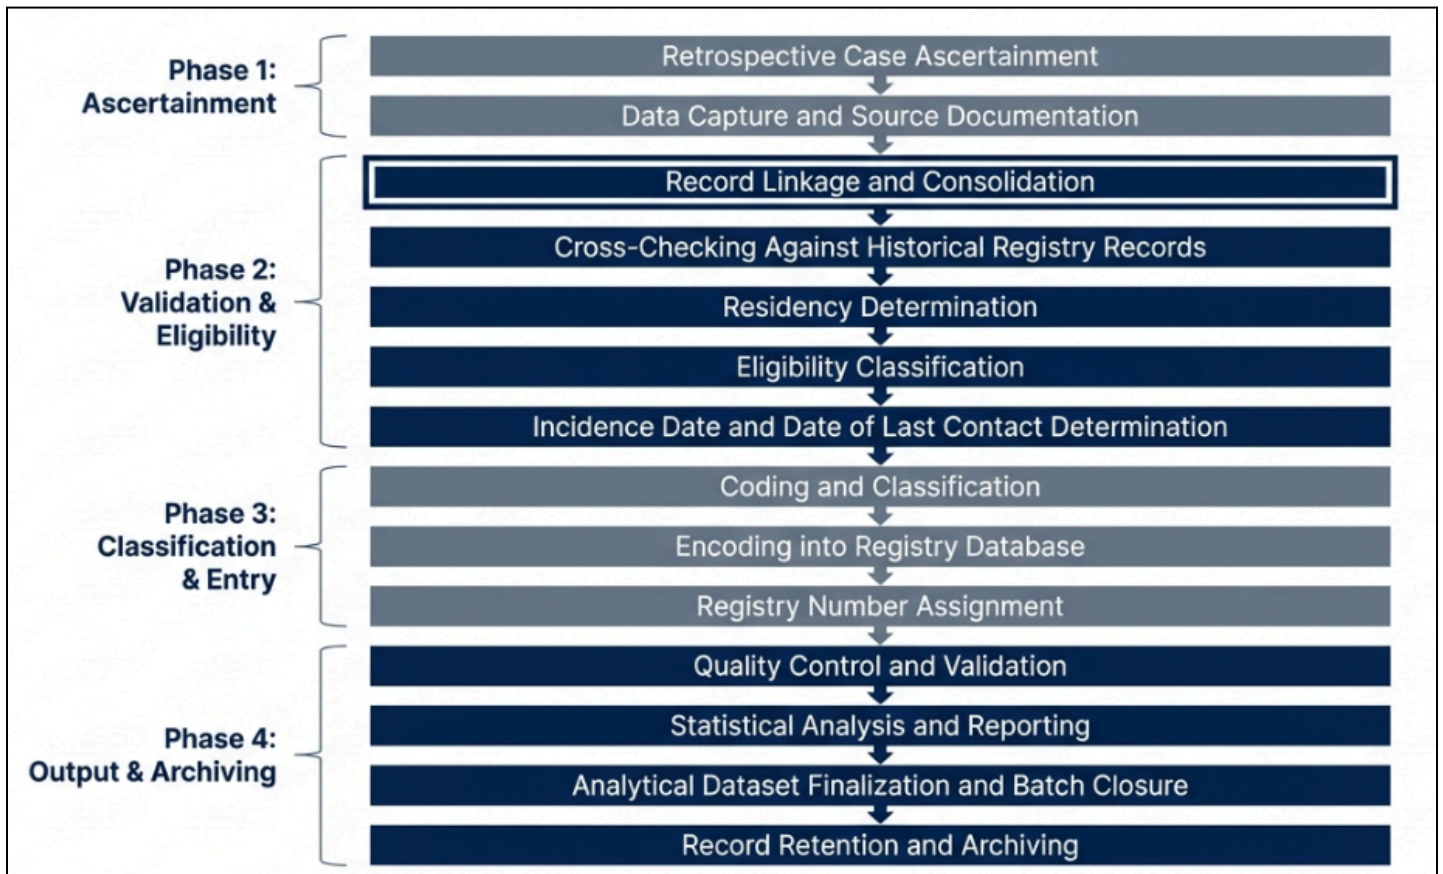 Phase 1:
Ascertainment
Retrospective Case Ascertainment
Data Capture and Source Documentation
Phase 2:
Validation &
Eligibility
Record Linkage and Consolidation
Cross-Checking Against Historical Registry Records
Residency Determination
Eligibility Classification
Incidence Date and Date of Last Contact Determination
Phase 3:
Classification
& Entry
Coding and Classification
Encoding into Registry Database
Registry Number Assignment
Phase 4:
Output & Archiving
Quality Control and Validation
Statistical Analysis and Reporting
Analytical Dataset Finalization and Batch Closure
Record Retention and Archiving